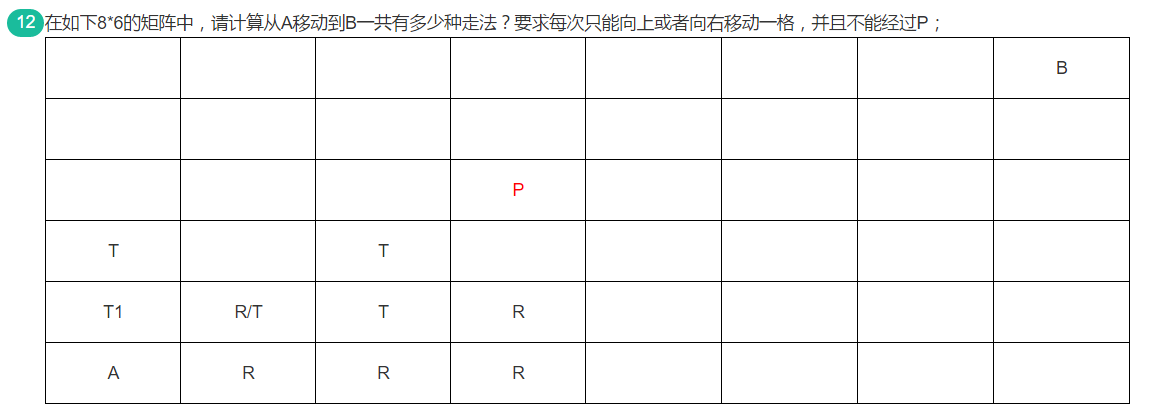 12 在如下8*6的矩阵中，请计算从A移动到B一共有多少种走法？要求每次只能向上或者向右移动一格，并且不能经过P；
B
P
T T
T1 R/T T R
A R R R